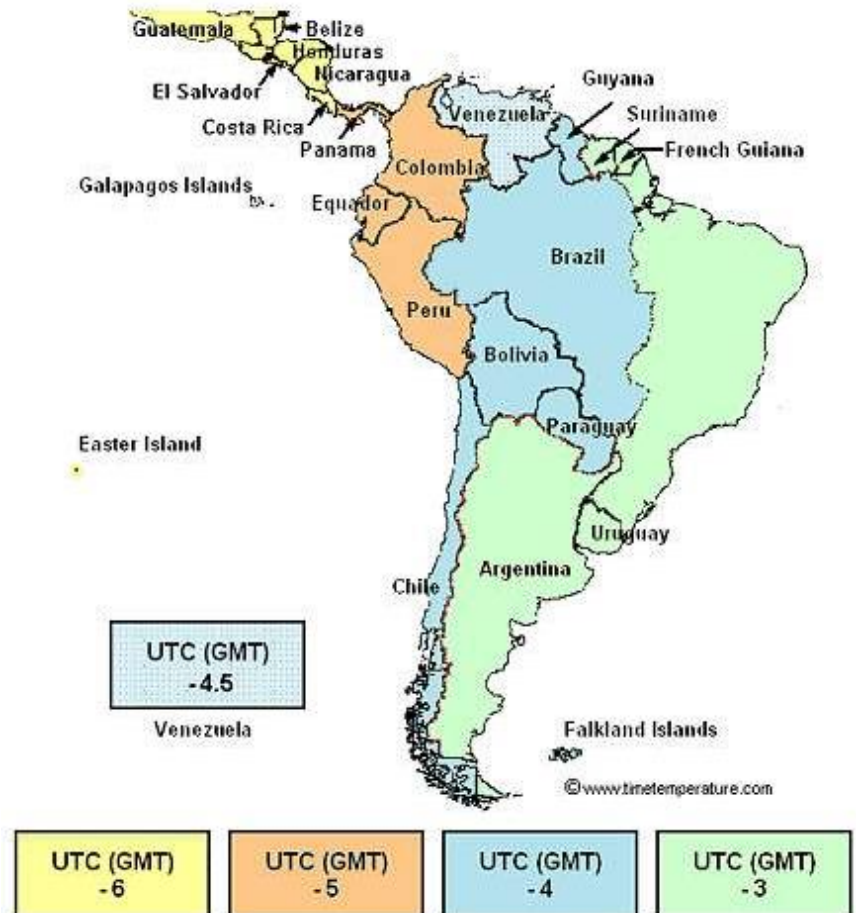 Guatemala
Belize
Honduras
Nicaragua
El Salvador
Costa Rica
Panama
Galapagos Islands
Equador
Colombia
Venezuela
Guyana
Suriname
French Guiana
Brazil
Peru
Bolivia
Paraguay
Easter Island
Uruguay
Argentina
Chile
UTC (GMT)
-4.5
Venezuela
Falkland Islands
©www.timetemperature.com
UTC (GMT)
-6
UTC (GMT)
-5
UTC (GMT)
-4
UTC (GMT)
-3